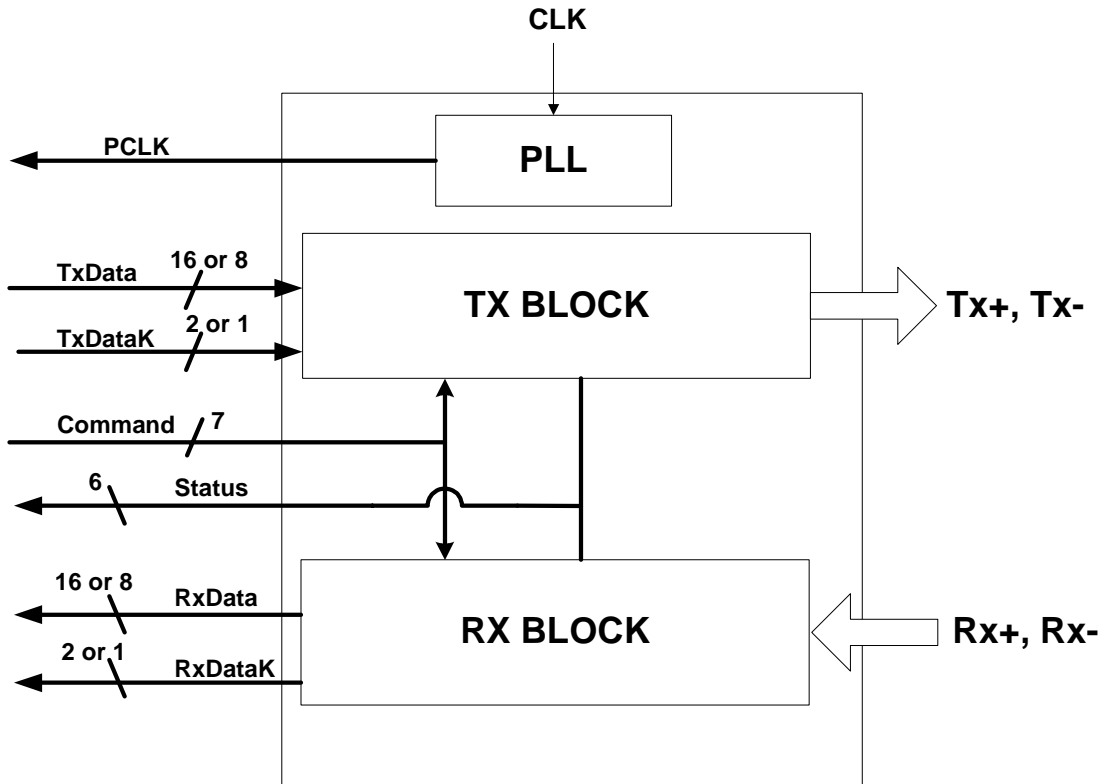 CLK
PCLK
PLL
16 or 8
TxData
TX BLOCK
Tx+, Tx-
2 or 1
TxDataK
Command
7
6
Status
16 or 8
RxData
RX BLOCK
Rx+, Rx-
2 or 1
RxDataK